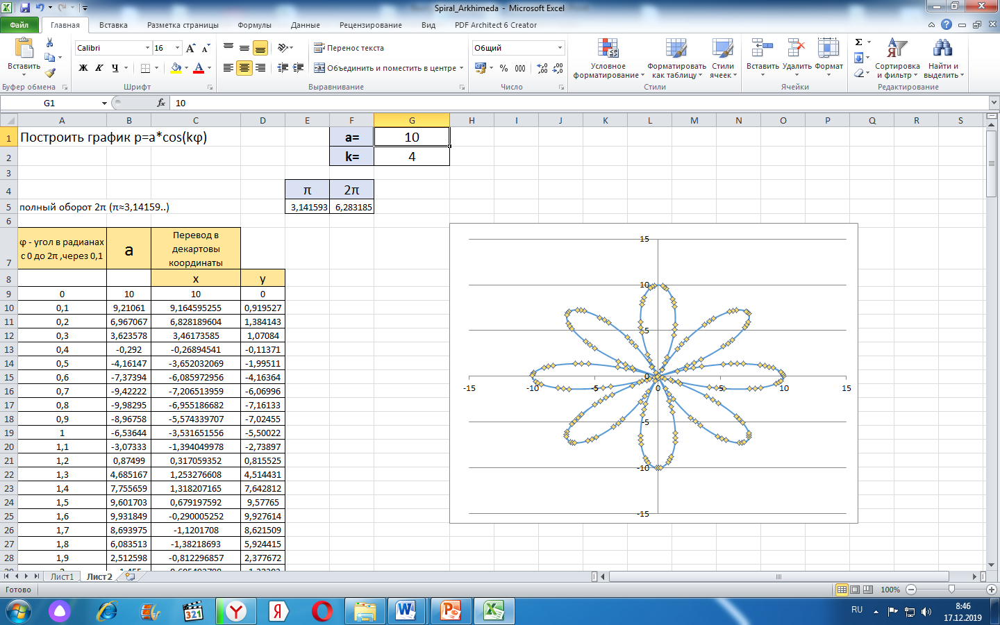 Spiral_Arkhimeda - Microsoft Excel
Файл Главная Вставка Разметка страницы Формулы Данные Рецензирование Вид PDF Architect 6 Creator
Вставить
Буфер обмена
Calibri 16
Ж К Ч
Шрифт
Перенос текста
Объединить и поместить в центре
Выравнивание
Общий
% 000
Число
Условное форматирование
Форматировать как таблицу
Стили ячеек
Стили
Вставить Удалить Формат
Ячейки
Сортировка и фильтр
Найти и выделить
Редактирование
G1 fx 10
A B C D E F G H I J K L M N O P Q R S
1 Построить график p=a*cos(kφ) a= 10
2 k= 4
3
4 π 2π
5 полный оборот 2π (π≈3,14159..) 3,141593 6,283185
6
7 φ - угол в радианах с 0 до 2π ,через 0,1 a Перевод в декартовы координаты
8 x y
9 0 10 10 0
10 0,1 9,21061 9,164595255 0,919527
11 0,2 6,967067 6,828189604 1,384143
12 0,3 3,623578 3,46173585 1,07084
13 0,4 -0,292 -0,26894541 -0,11371
14 0,5 -4,16147 -3,652032069 -1,99511
15 0,6 -7,37394 -6,085972956 -4,16364
16 0,7 -9,42222 -7,206513959 -6,06996
17 0,8 -9,98295 -6,955186682 -7,16133
18 0,9 -8,96758 -5,574339707 -7,02455
19 1 -6,53644 -3,531651556 -5,50022
20 1,1 -3,07333 -1,394049978 -2,73897
21 1,2 0,87499 0,317059352 0,815525
22 1,3 4,685167 1,253276608 4,514431
23 1,4 7,755659 1,318207165 7,642812
24 1,5 9,601703 0,679197592 9,57765
25 1,6 9,931849 -0,290005252 9,927614
26 1,7 8,693975 -1,1201708 8,621509
27 1,8 6,083513 -1,38218693 5,924415
28 1,9 2,512598 -0,812296857 2,377672
15
10
5
0
-15 -10 -5 0 5 10 15
-5
-10
-15
Лист1 Лист2
Готово 100%
RU 8:46
17.12.2019